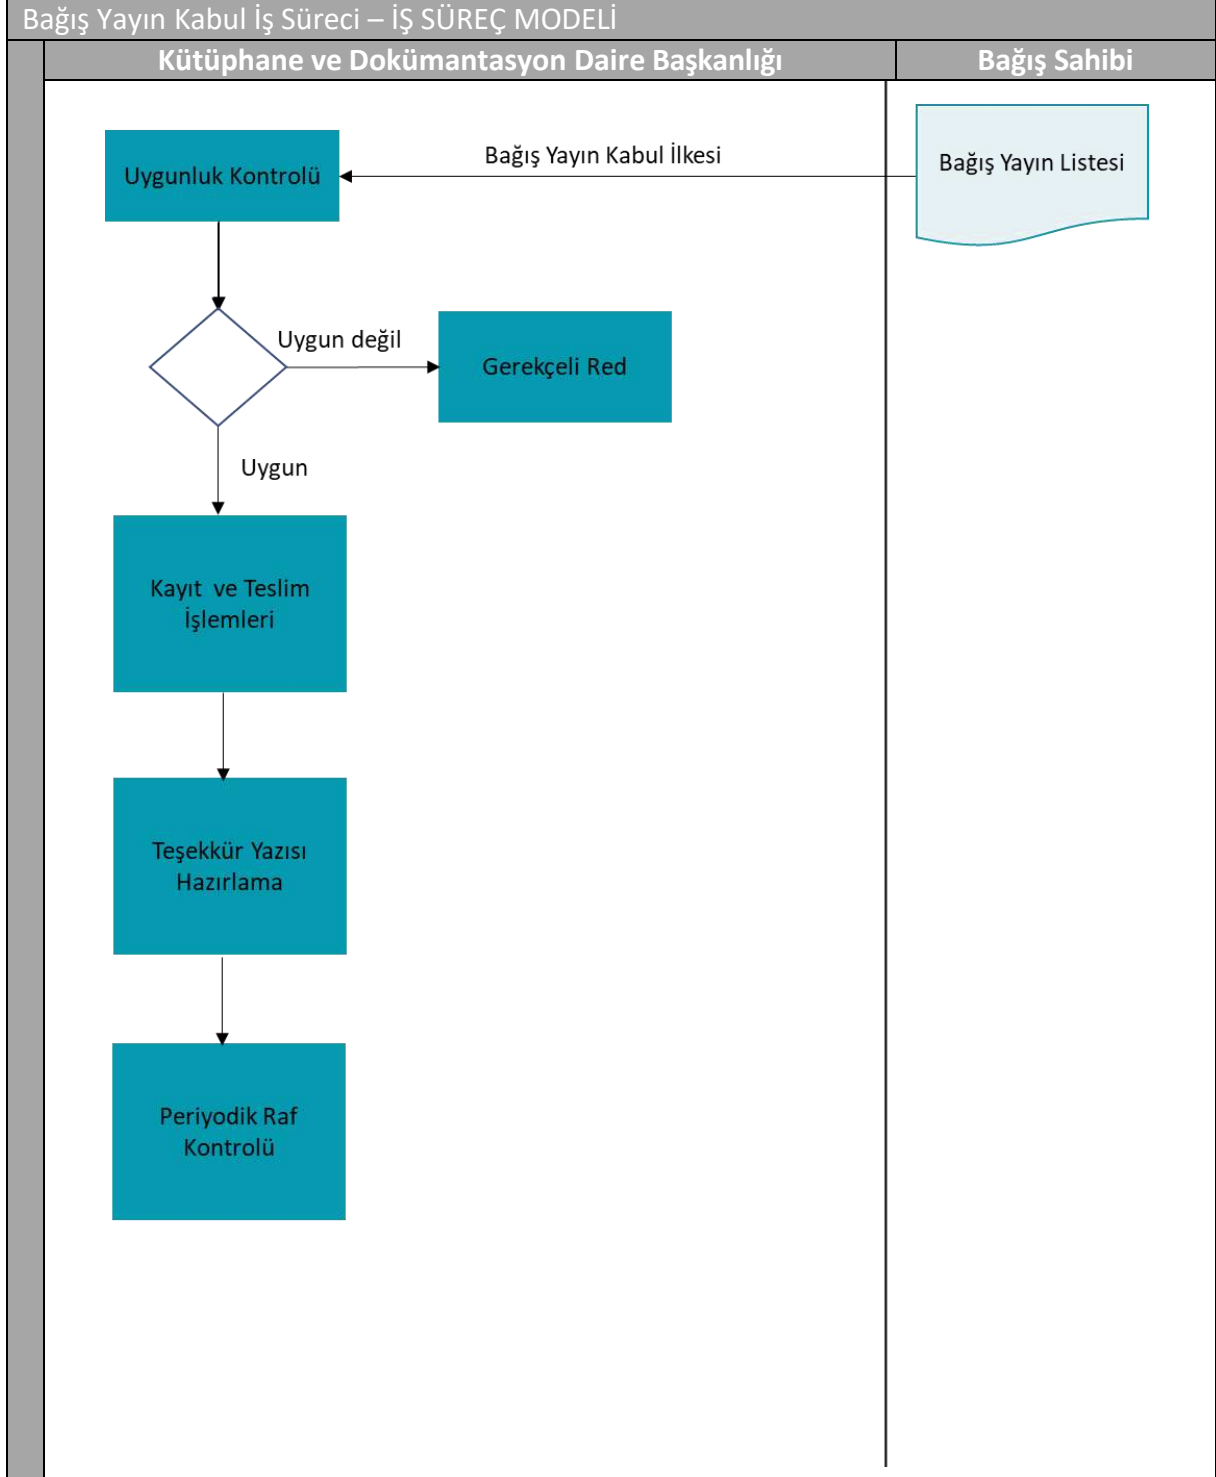 Bağış Yayın Kabul İş Süreci – İŞ SÜREÇ MODELİ
Kütüphane ve Dokümantasyon Daire Başkanlığı
Bağış Sahibi
Bağış Yayın Listesi
Bağış Yayın Kabul İlkesi
Uygunluk Kontrolü
Uygun değil
Gerekçeli Red
Uygun
Kayıt ve Teslim
İşlemleri
Teşekkür Yazısı
Hazırlama
Periyodik Raf
Kontrolü